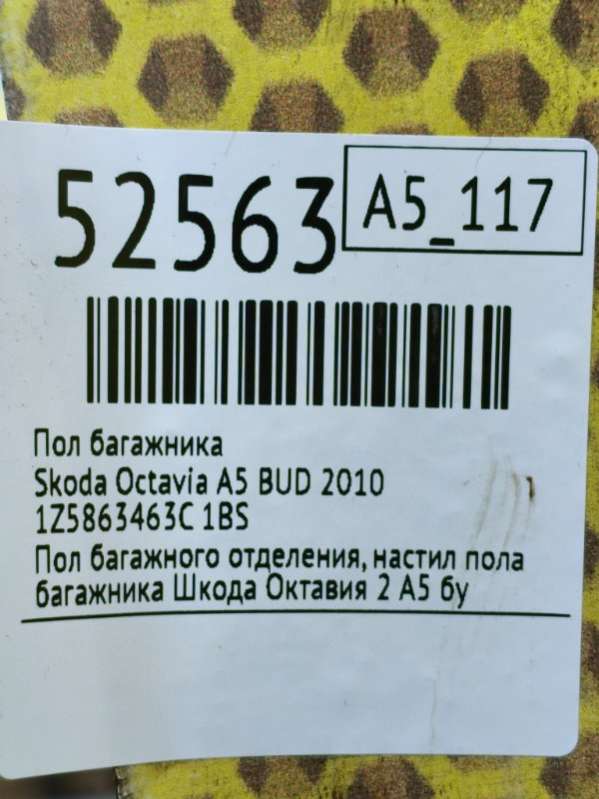 52563
A5_117
Пол багажника
Skoda Octavia A5 BUD 2010
1Z5863463C 1BS
Пол багажного отделения, настил пола
багажника Шкода Октавия 2 А5 бу